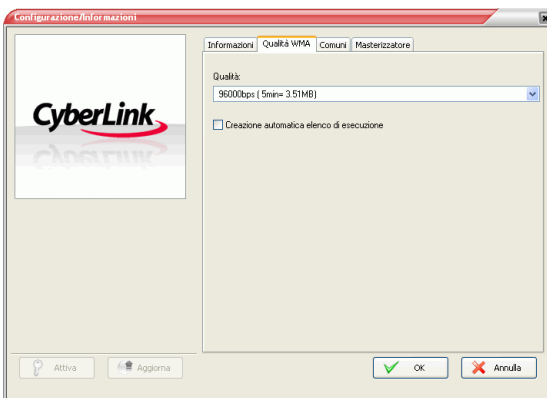 Configurazione/Informazioni
Informazioni Qualità WMA Comuni Masterizzatore
CyberLink
Qualità:
96000bps ( 5min= 3.51MB)
Creazione automatica elenco di esecuzione
Attiva Aggiorna OK Annulla